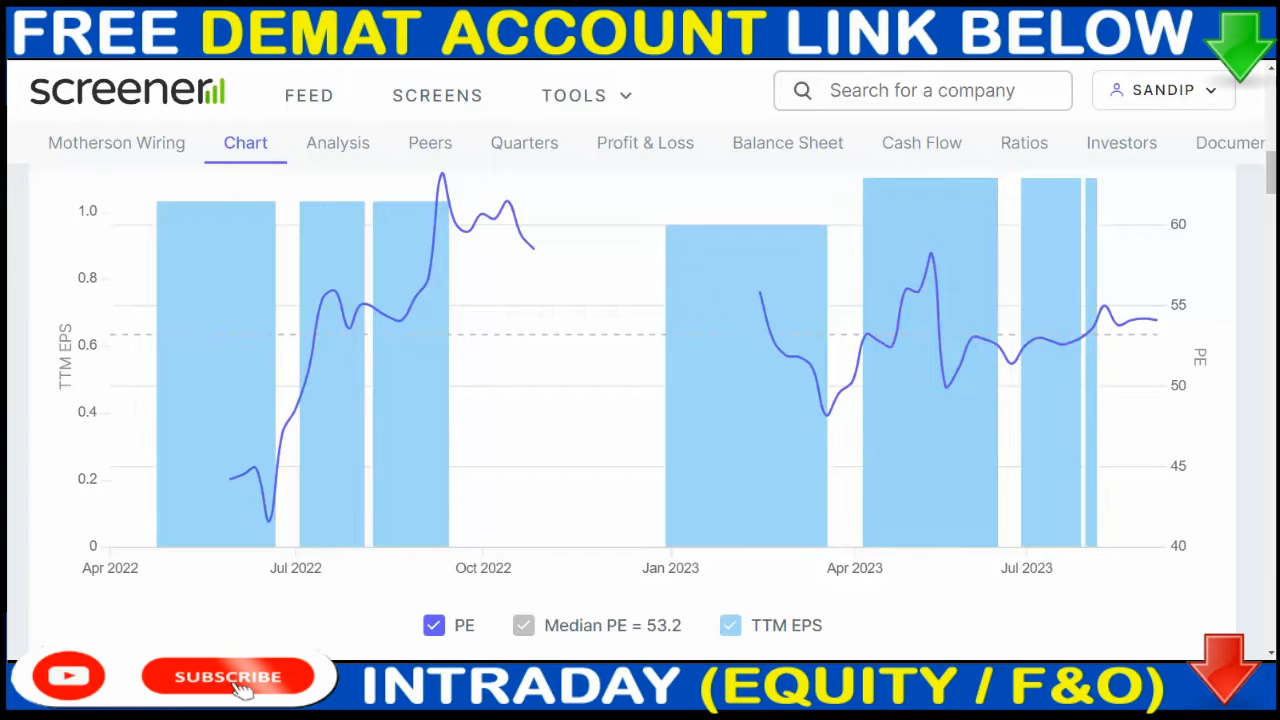 FREE DEMAT ACCOUNT LINK BELOW
screener
FEED
SCREENS
TOOLS
Search for a company
SANDIP
Motherson Wiring
Chart
Analysis
Peers
Quarters
Profit & Loss
Balance Sheet
Cash Flow
Ratios
Investors
Documen
1.0
0.8
0.6
0.4
0.2
0
TTM EPS
60
55
50
45
40
PE
Apr 2022
Jul 2022
Oct 2022
Jan 2023
Apr 2023
Jul 2023
PE
Median PE = 53.2
TTM EPS
SUBSCRIBE
INTRADAY (EQUITY / F&O)